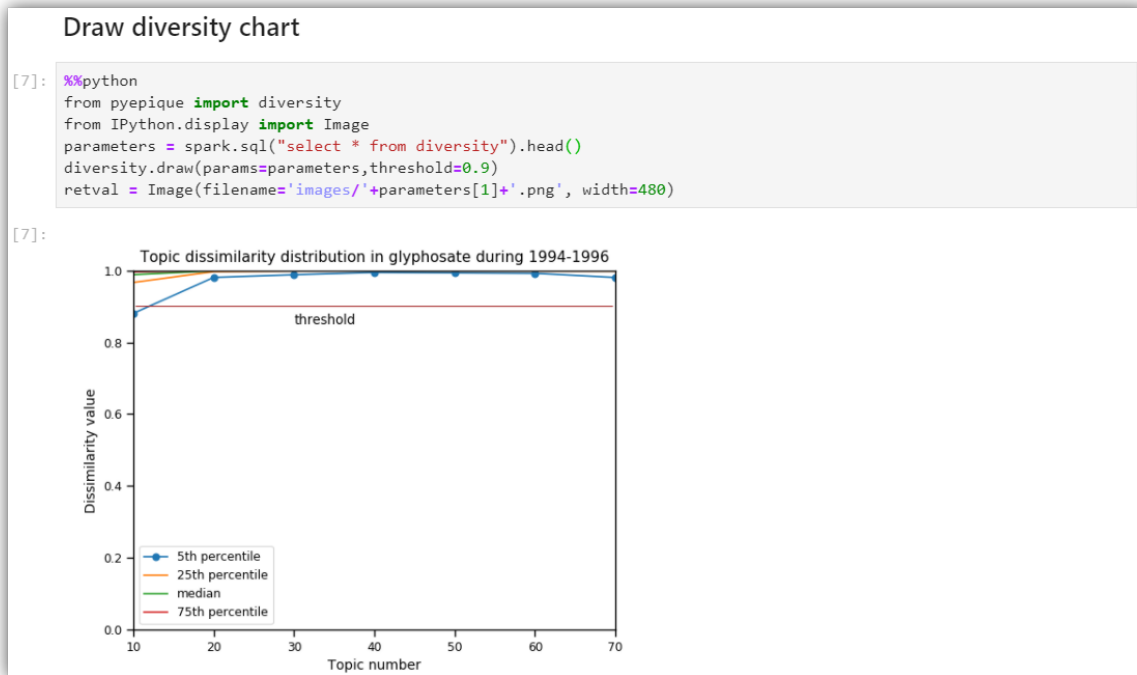 Draw diversity chart
[7]: %%python
from pyepique import diversity
from IPython.display import Image
parameters = spark.sql("select * from diversity").head()
diversity.draw(params=parameters,threshold=0.9)
retval = Image(filename='images/'+parameters[1]+'.png', width=480)
[7]:
Topic dissimilarity distribution in glyphosate during 1994-1996
1.0
0.8
0.6
0.4
0.2
0.0
Dissimilarity value
threshold
5th percentile
25th percentile
median
75th percentile
10 20 30 40 50 60 70
Topic number